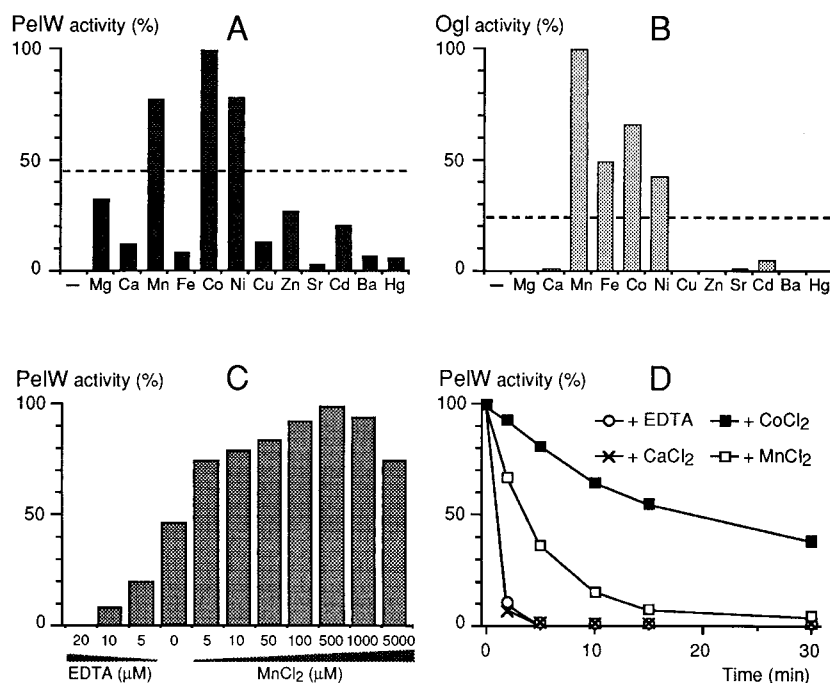 PelW activity (%)
A
100
50
0
– Mg Ca Mn Fe Co Ni Cu Zn Sr Cd Ba Hg
Ogl activity (%)
B
100
50
0
– Mg Ca Mn Fe Co Ni Cu Zn Sr Cd Ba Hg
PelW activity (%)
C
100
50
0
20 10 5 0 5 10 50 100 500 1000 5000
EDTA (μM) MnCl2 (μM)
PelW activity (%)
D
100
50
0
+ EDTA + CoCl2
+ CaCl2 + MnCl2
0 10 20 30
Time (min)